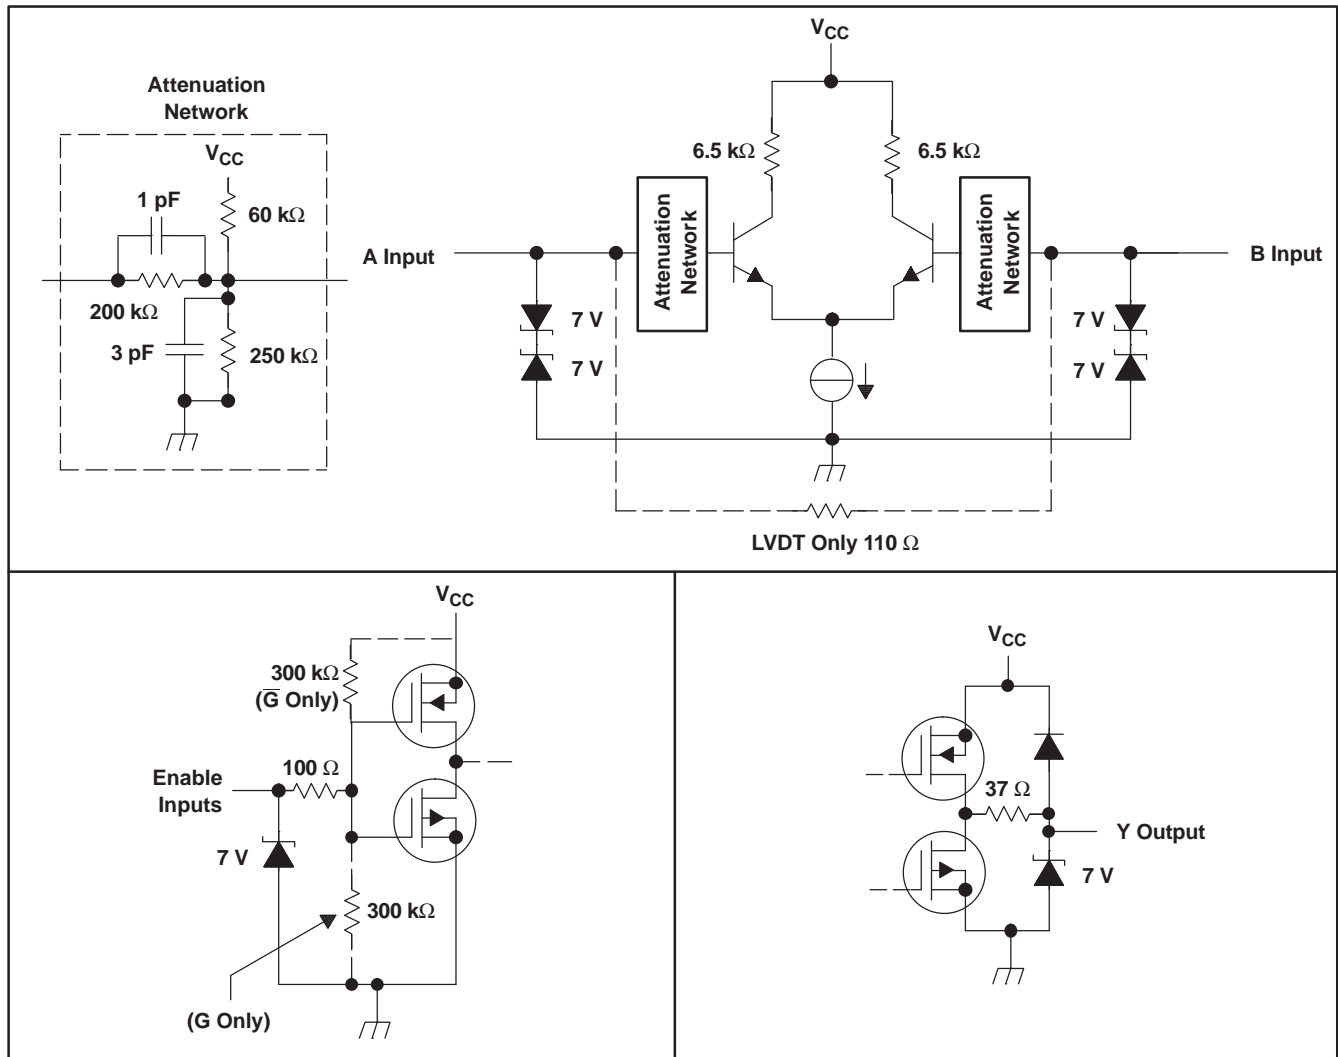 Attenuation
Network
VCC
1 pF
60 kΩ
200 kΩ
3 pF
250 kΩ
VCC
6.5 kΩ
6.5 kΩ
Attenuation
Network
Attenuation
Network
A Input
B Input
7 V
7 V
7 V
7 V
LVDT Only 110 Ω
VCC
300 kΩ
(G̅ Only)
100 Ω
Enable
Inputs
7 V
300 kΩ
(G Only)
VCC
37 Ω
Y Output
7 V